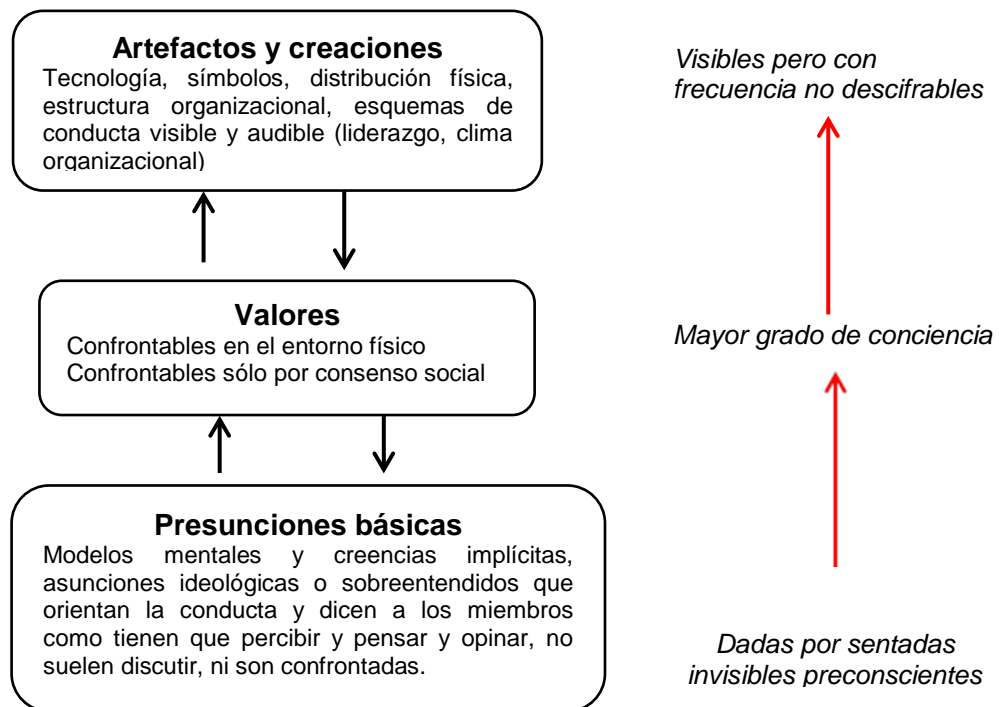 Artefactos y creaciones
Tecnología, símbolos, distribución física,
estructura organizacional, esquemas de
conducta visible y audible (liderazgo, clima
organizacional)
Visibles pero con
frecuencia no descifrables
Valores
Confrontables en el entorno físico
Confrontables sólo por consenso social
Mayor grado de conciencia
Presunciones básicas
Modelos mentales y creencias implícitas,
asunciones ideológicas o sobreentendidos que
orientan la conducta y dicen a los miembros
como tienen que percibir y pensar y opinar, no
suelen discutir, ni son confrontadas.
Dadas por sentadas
invisibles preconscientes